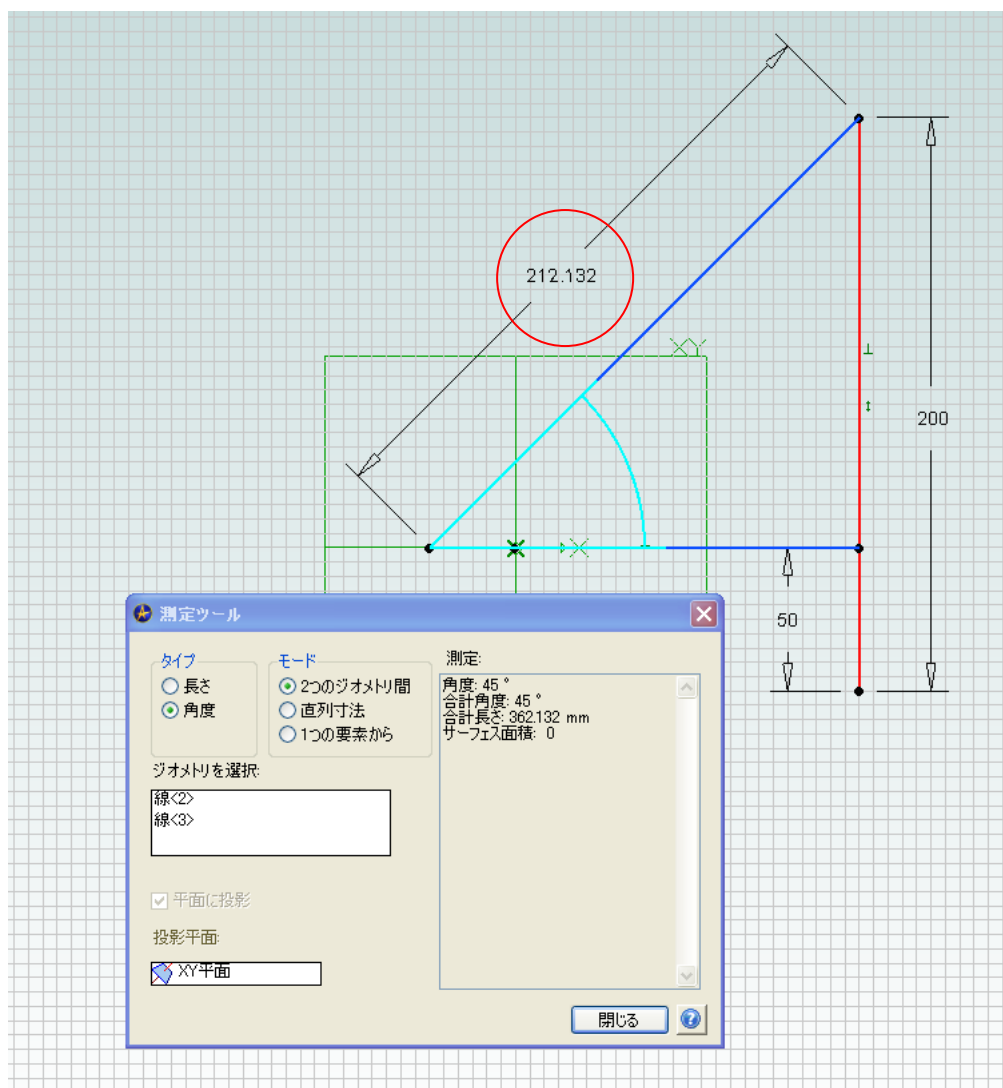 212.132
XY
200
X
50
測定ツール
タイプ
長さ
角度
モード
2つのジオメトリ間
直列寸法
1つの要素から
測定:
角度: 45 °
合計角度: 45 °
合計長さ: 362.132 mm
サーフェス面積: 0
ジオメトリを選択:
線<2>
線<3>
平面に投影
投影平面:
XY平面
閉じる
?